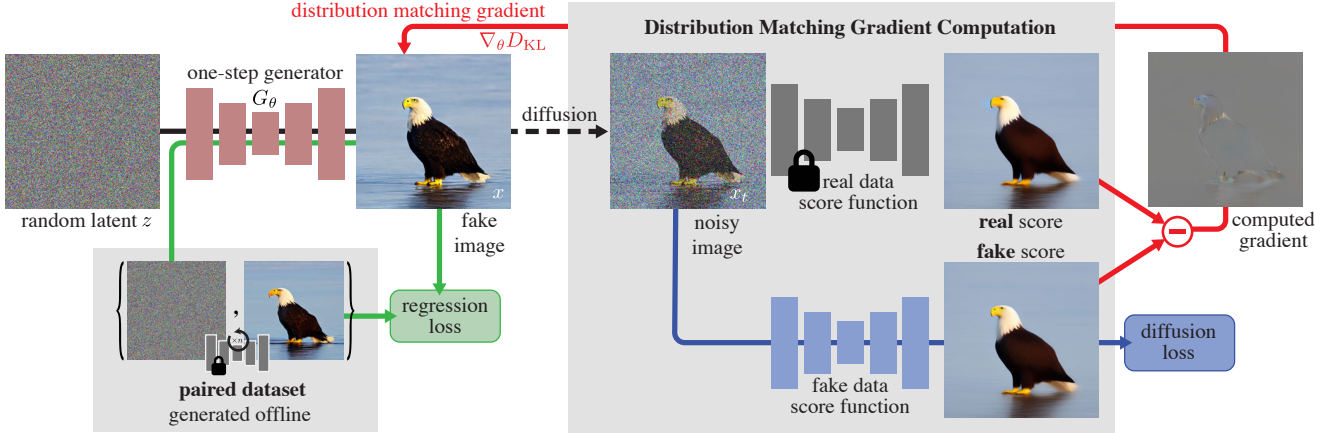 distribution matching gradient
∇θ D_KL
Distribution Matching Gradient Computation
one-step generator
Gθ
diffusion
x
x_t
random latent z
fake
image
noisy
image
real data
score function
real score
fake score
computed
gradient
,
×n
regression
loss
paired dataset
generated offline
fake data
score function
diffusion
loss